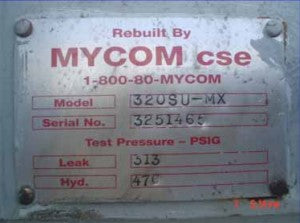 Rebuilt By
MYCOM cse
1-800-80-MYCOM
Model 320SU-MX
Serial No. 3251465
Test Pressure - PSIG
Leak 313
Hyd.